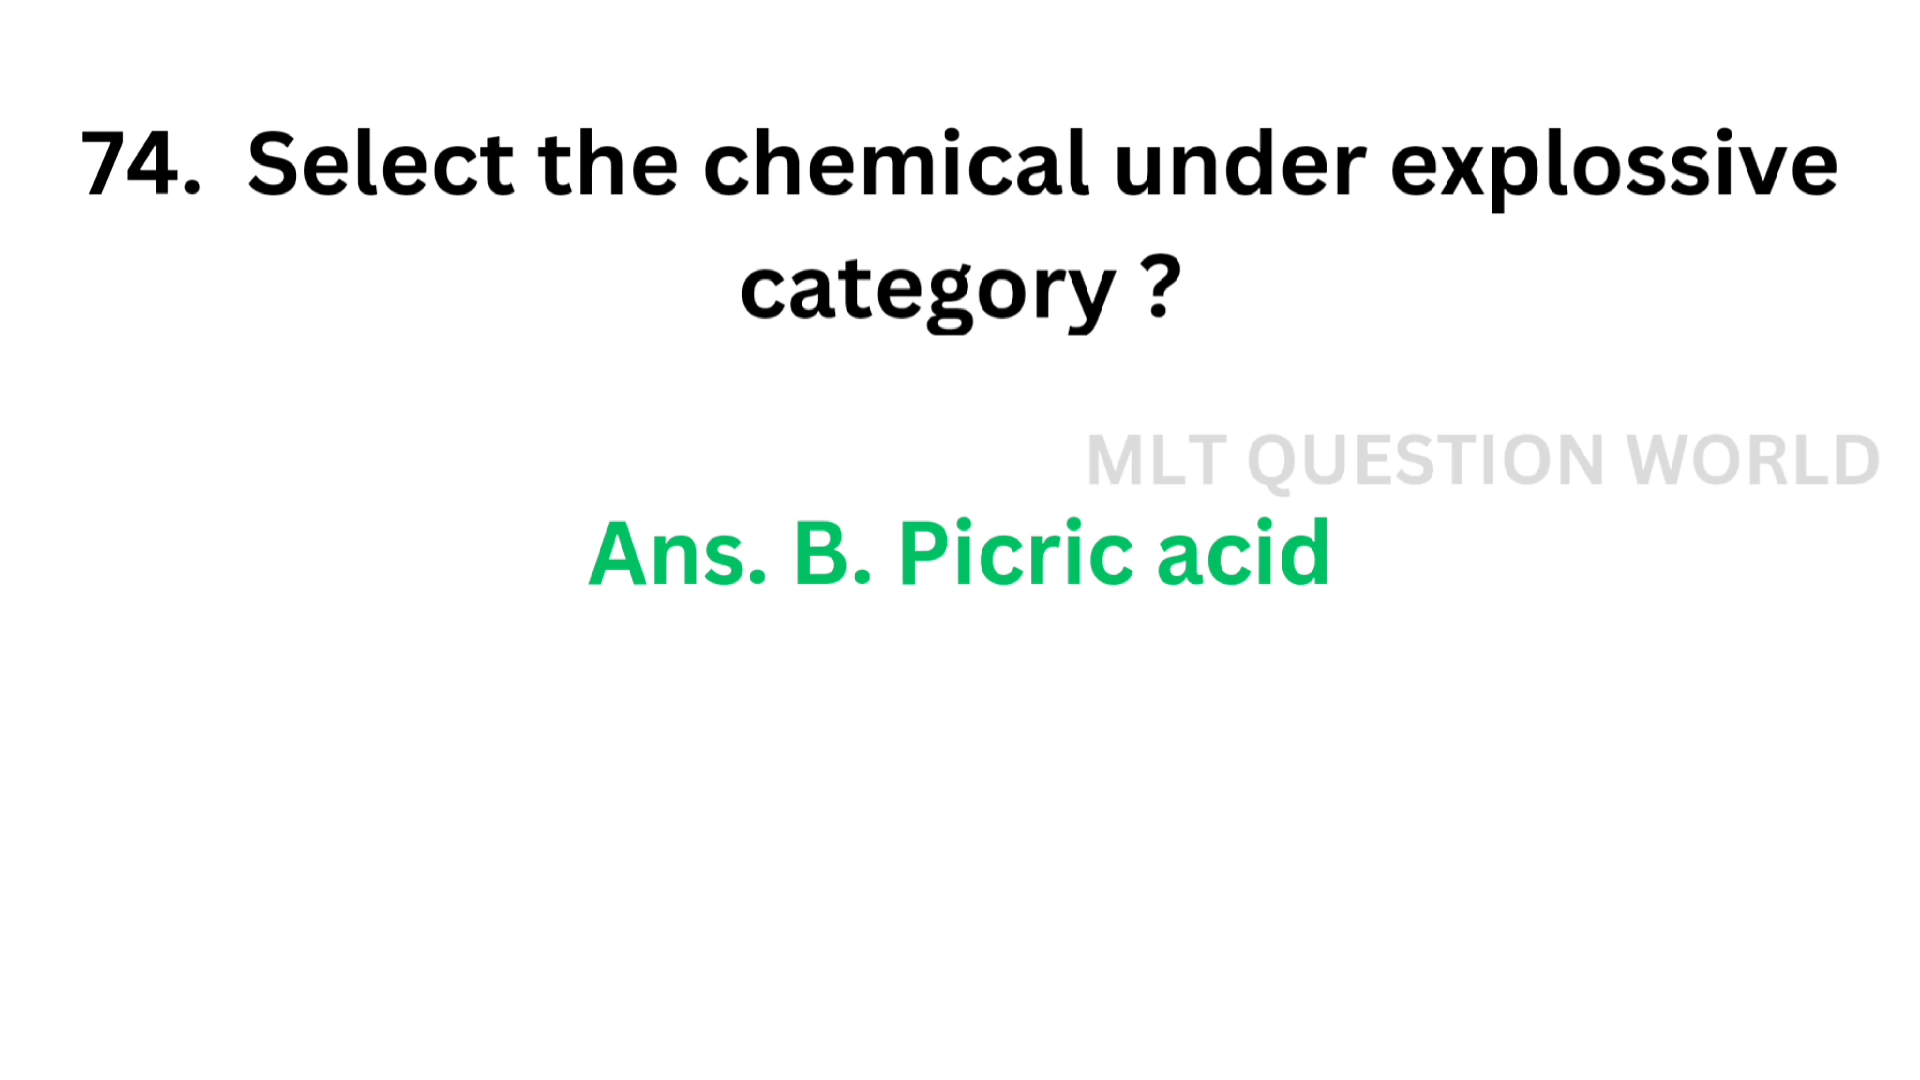 74. Select the chemical under explossive
category ?
MLT QUESTION WORLD
Ans. B. Picric acid